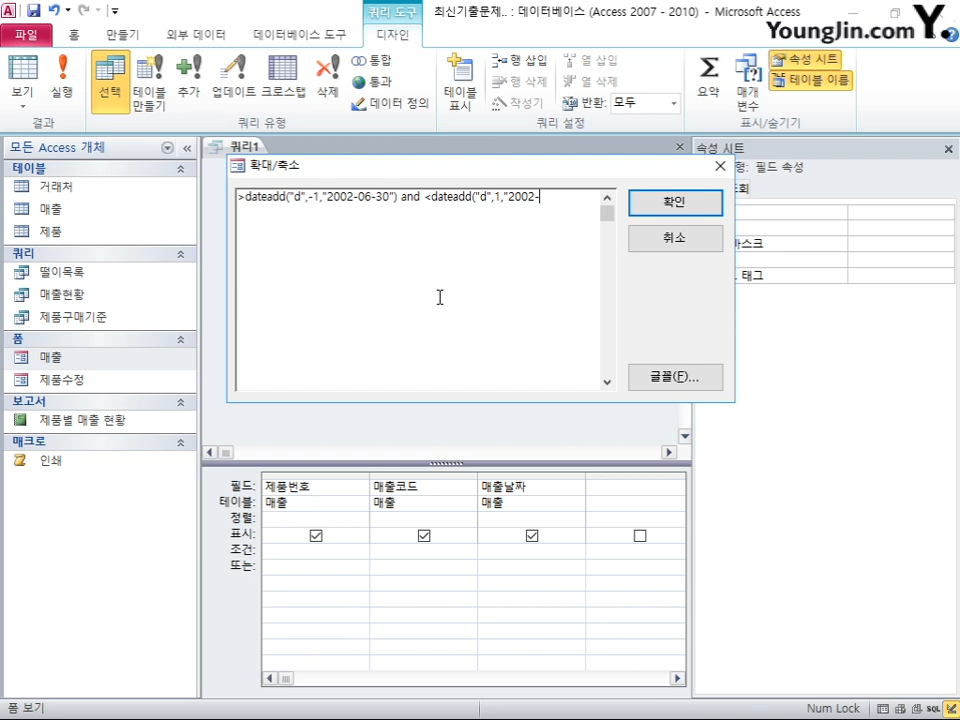 쿼리 도구
최신기출문제.. : 데이터베이스 (Access 2007 - 2010) - Microsoft Access
파일
홈
만들기
외부 데이터
데이터베이스 도구
디자인
Younglin.com Y.
보기
실행
선택
테이블
만들기
추가
업데이트
크로스탭
삭제
통합
통과
데이터 정의
테이블
표시
행 삽입
행 삭제
작성기
열 삽입
열 삭제
반환: 모두
요약
매개
변수
속성 시트
테이블 이름
결과
쿼리 유형
쿼리 설정
표시/숨기기
모든 Access 개체
테이블
거래처
매출
제품
쿼리
떨이목록
매출현황
제품구매기준
폼
매출
제품수정
보고서
제품별 매출 현황
매크로
인쇄
쿼리1
확대/축소
>dateadd("d",-1,"2002-06-30") and <dateadd("d",1,"2002-
확인
취소
글꼴(F)...
속성 시트
형: 필드 속성
회
마스크
태그
필드: 제품번호 매출코드 매출날짜
테이블: 매출 매출 매출
정렬:
표시:
조건:
또는:
폼 보기
Num Lock
SQL